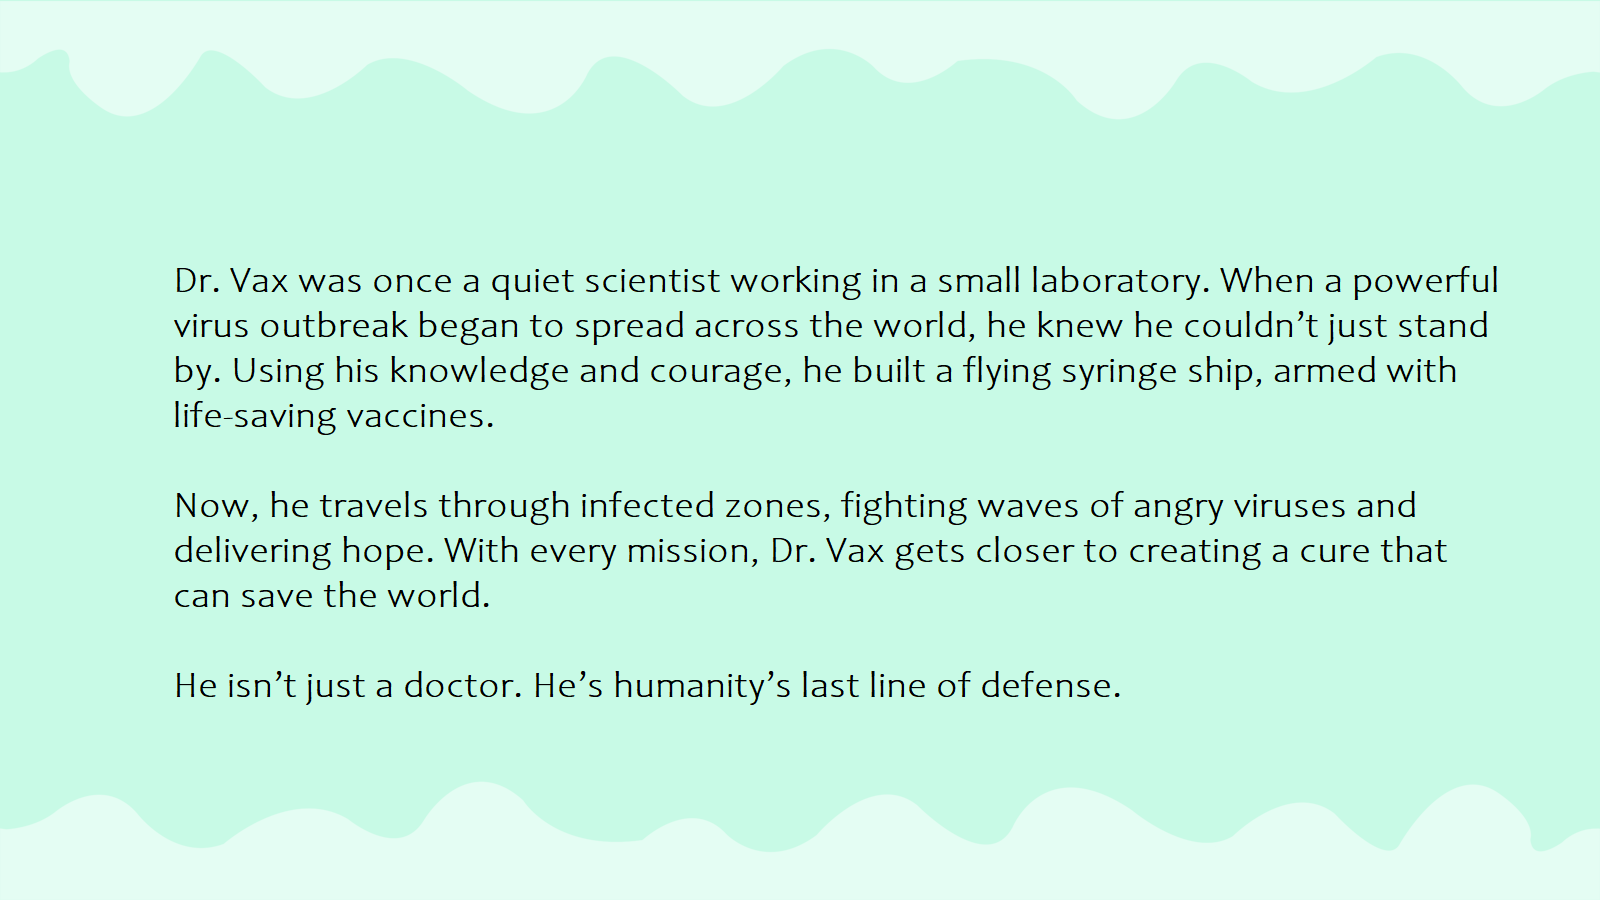 Dr. Vax was once a quiet scientist working in a small laboratory. When a powerful
virus outbreak began to spread across the world, he knew he couldn’t just stand
by. Using his knowledge and courage, he built a flying syringe ship, armed with
life-saving vaccines.
Now, he travels through infected zones, fighting waves of angry viruses and
delivering hope. With every mission, Dr. Vax gets closer to creating a cure that
can save the world.
He isn’t just a doctor. He’s humanity’s last line of defense.